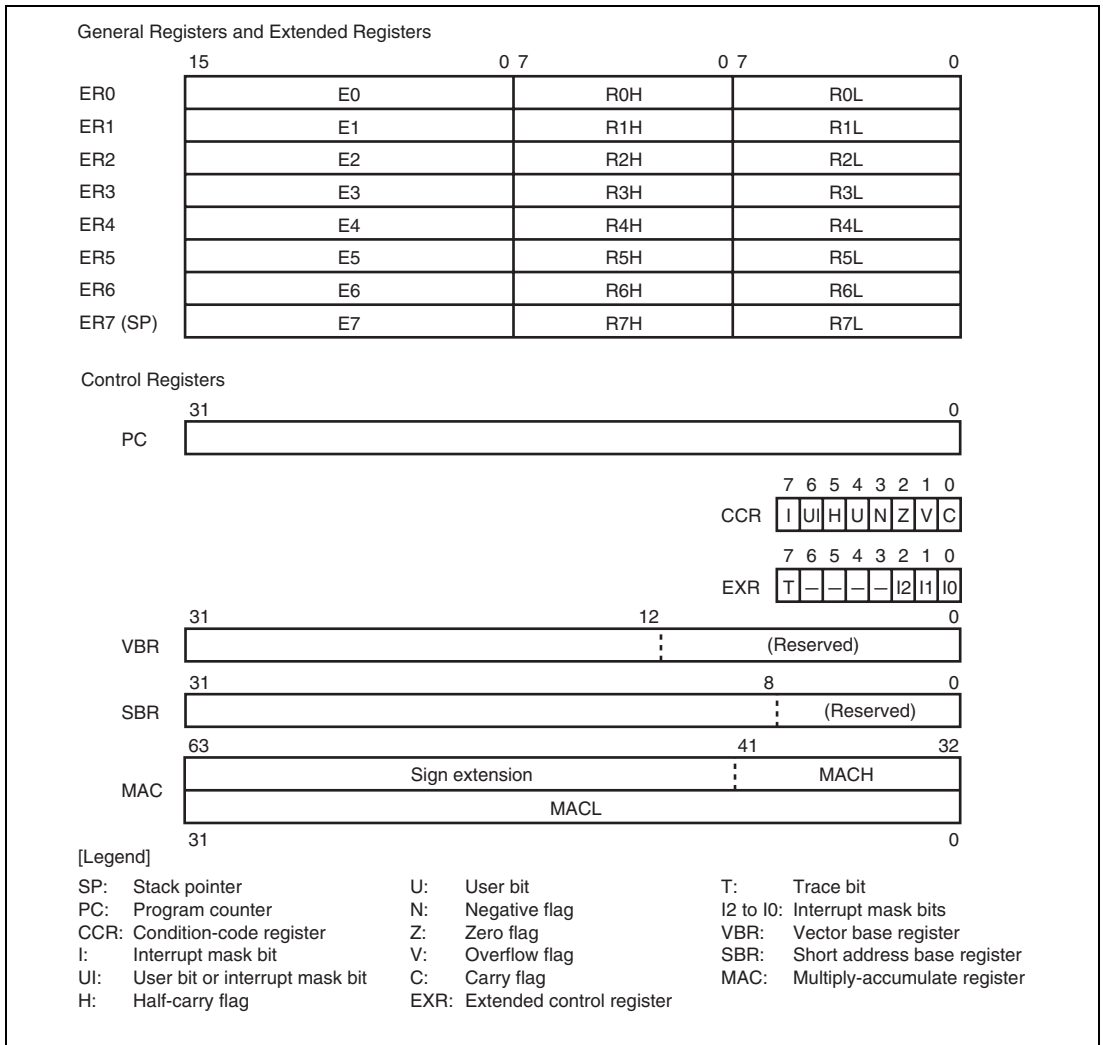 General Registers and Extended Registers
15 0 7 0 7 0
ER0 E0 R0H R0L
ER1 E1 R1H R1L
ER2 E2 R2H R2L
ER3 E3 R3H R3L
ER4 E4 R4H R4L
ER5 E5 R5H R5L
ER6 E6 R6H R6L
ER7 (SP) E7 R7H R7L
Control Registers
31 0
PC
7 6 5 4 3 2 1 0
CCR I UI H U N Z V C
7 6 5 4 3 2 1 0
EXR T — — — — I2 I1 I0
31 12 0
VBR (Reserved)
31 8 0
SBR (Reserved)
63 41 32
MAC Sign extension MACH
MACL
31 0
[Legend]
SP: Stack pointer U: User bit T: Trace bit
PC: Program counter N: Negative flag I2 to I0: Interrupt mask bits
CCR: Condition-code register Z: Zero flag VBR: Vector base register
I: Interrupt mask bit V: Overflow flag SBR: Short address base register
UI: User bit or interrupt mask bit C: Carry flag MAC: Multiply-accumulate register
H: Half-carry flag EXR: Extended control register